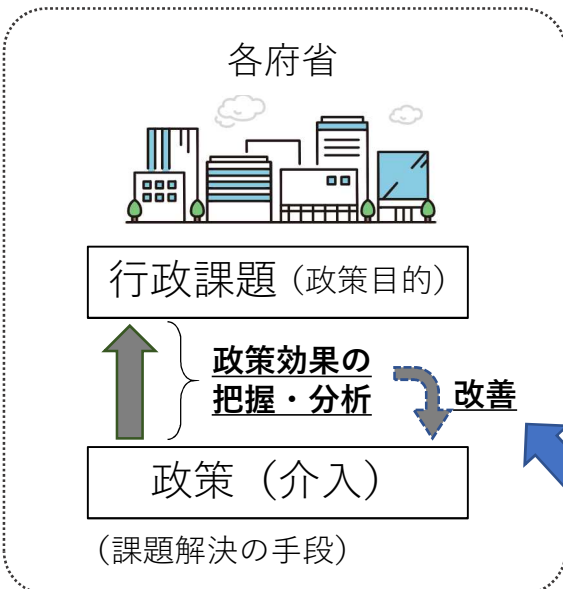 各府省
行政課題（政策目的）
政策効果の
把握・分析
改善
政策（介入）
（課題解決の手段）